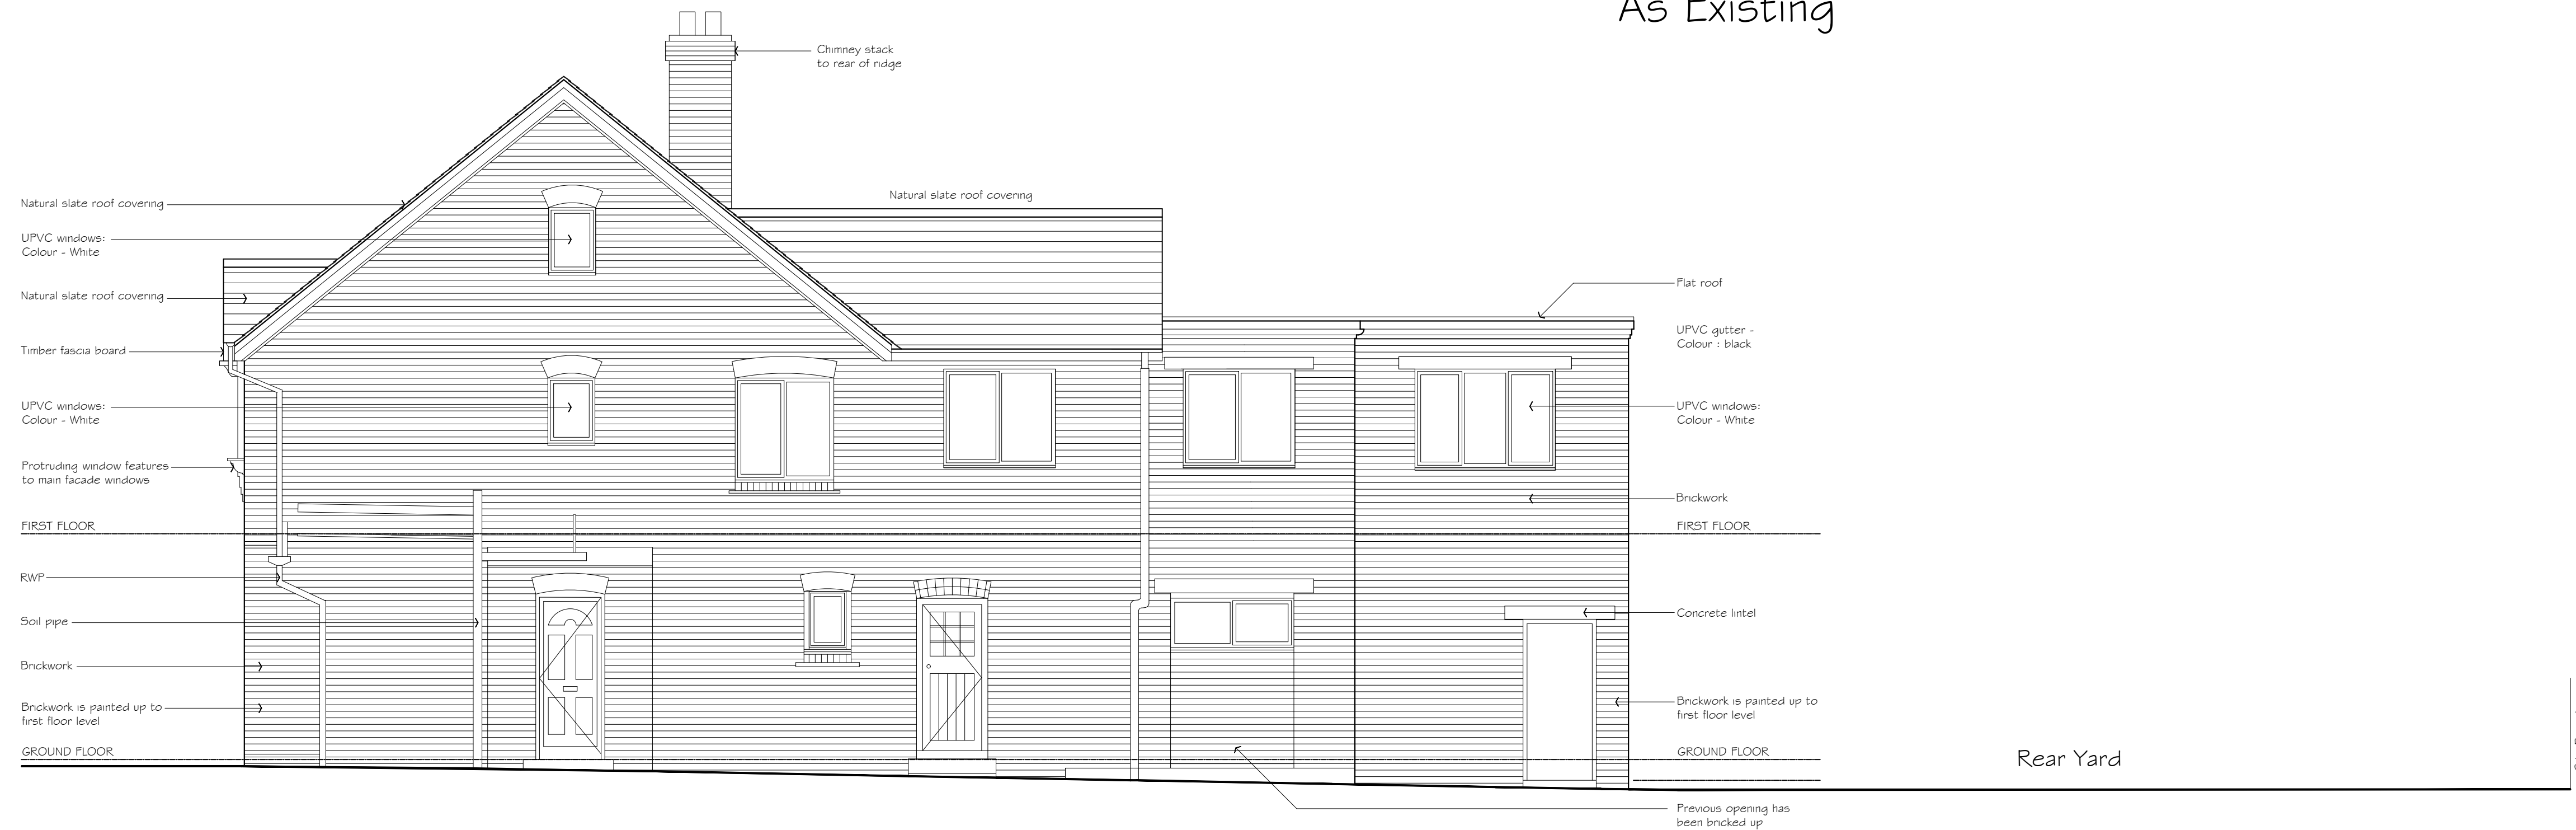 As Existing
Chimney stack
to rear of ridge
Natural slate roof covering
Natural slate roof covering
UPVC windows:
Colour - White
Natural slate roof covering
Timber fascia board
UPVC windows:
Colour - White
Protruding window features
to main facade windows
FIRST FLOOR
RWP
Soil pipe
Brickwork
Brickwork is painted up to
first floor level
GROUND FLOOR
Flat roof
UPVC gutter -
Colour : black
UPVC windows:
Colour - White
Brickwork
FIRST FLOOR
Concrete lintel
Brickwork is painted up to
first floor level
GROUND FLOOR
Rear Yard
Previous opening has
been bricked up